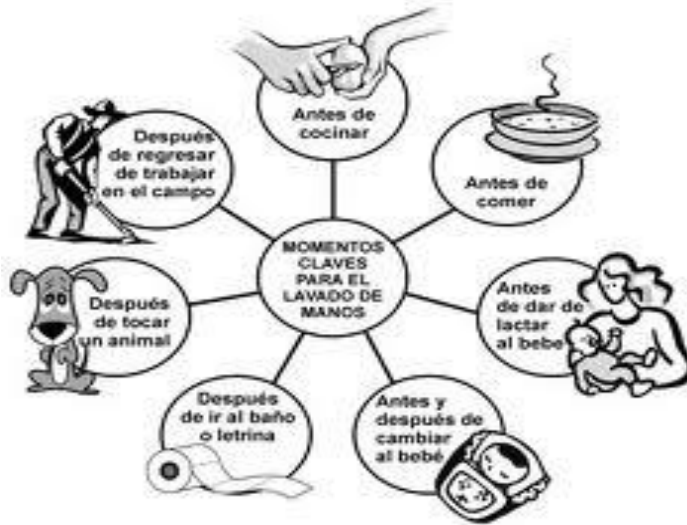 Antes de
cocinar
Antes de
comer
Antes
de dar de
lactar
al bebe
Antes y
después de
cambiar
al bebé
Después
de ir al baño
o letrina
Después
de tocar
un animal
Después
de regresar
de trabajar
en el campo
MOMENTOS
CLAVES
PARA EL
LAVADO DE
MANOS